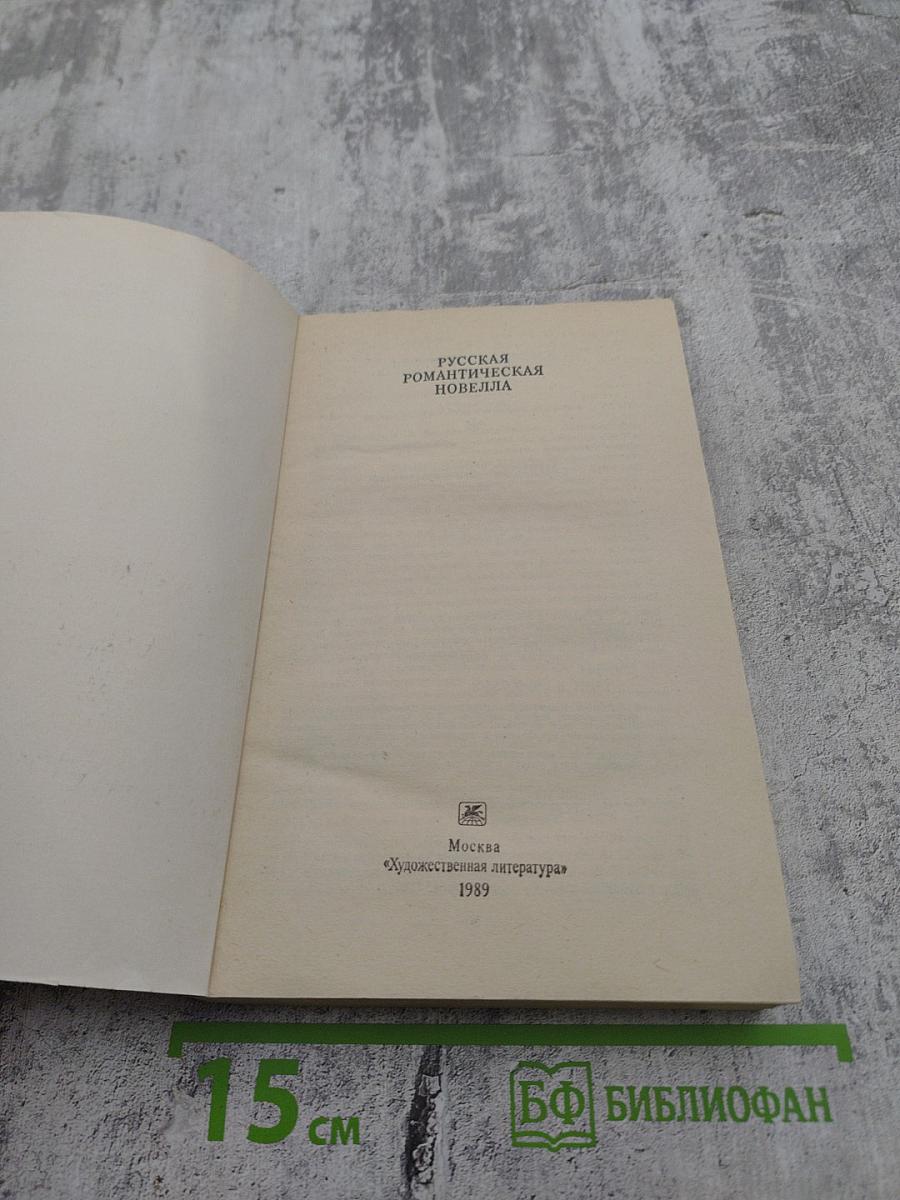 РУССКАЯ
РОМАНТИЧЕСКАЯ
НОВЕЛЛА
Москва
«Художественная литература»
1989
15 см
БФ БИБЛИОФАН